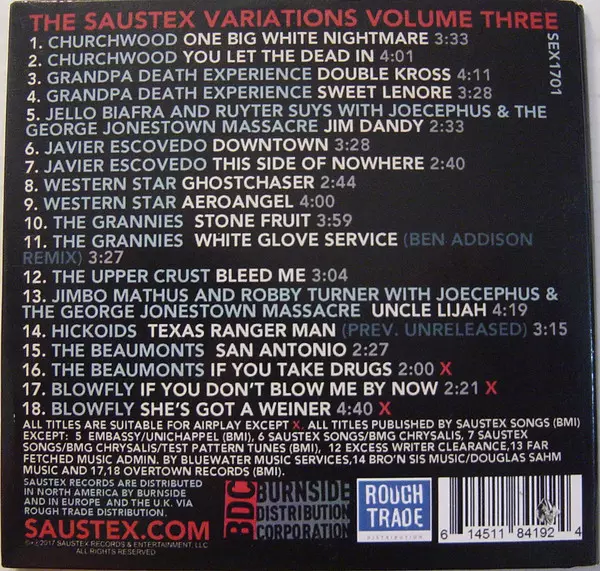 THE SAUSTEX VARIATIONS VOLUME THREE
SEX1701
1. CHURCHWOOD ONE BIG WHITE NIGHTMARE 3:33
2. CHURCHWOOD YOU LET THE DEAD IN 4:01
3. GRANDPA DEATH EXPERIENCE DOUBLE KROSS 4:11
4. GRANDPA DEATH EXPERIENCE SWEET LENORE 3:28
5. JELLO BIAFRA AND RUYTER SUYS WITH JOECEPHUS & THE
GEORGE JONESTOWN MASSACRE JIM DANDY 2:33
6. JAVIER ESCOVEDO DOWNTOWN 3:28
7. JAVIER ESCOVEDO THIS SIDE OF NOWHERE 2:40
8. WESTERN STAR GHOSTCHASER 2:44
9. WESTERN STAR AEROANGEL 4:00
10. THE GRANNIES STONE FRUIT 3:59
11. THE GRANNIES WHITE GLOVE SERVICE (BEN ADDISON
REMIX) 3:27
12. THE UPPER CRUST BLEED ME 3:04
13. JIMBO MATHUS AND ROBBY TURNER WITH JOECEPHUS &
THE GEORGE JONESTOWN MASSACRE UNCLE LIJAH 4:19
14. HICKOIDS TEXAS RANGER MAN (PREV. UNRELEASED) 3:15
15. THE BEAUMONTS SAN ANTONIO 2:27
16. THE BEAUMONTS IF YOU TAKE DRUGS 2:00 X
17. BLOWFLY IF YOU DON'T BLOW ME BY NOW 2:21 X
18. BLOWFLY SHE'S GOT A WEINER 4:40 X
ALL TITLES ARE SUITABLE FOR AIRPLAY EXCEPT X. ALL TITLES PUBLISHED BY SAUSTEX SONGS (BMI)
EXCEPT: 5 EMBASSY/UNICHAPPEL (BMI), 6 SAUSTEX SONGS/BMG CHRYSALIS, 7 SAUSTEX
SONGS/BMG CHRYSALIS/TEST PATTERN TUNES (BMI), 12 EXCESS WRITER CLEARANCE,13 FAR
FETCHED MUSIC ADMIN. BY BLUEWATER MUSIC SERVICES,14 BRO'N SIS MUSIC/DOUGLAS SAHM
MUSIC AND 17,18 OVERTOWN RECORDS (BMI).
SAUSTEX RECORDS ARE DISTRIBUTED
IN NORTH AMERICA BY BURNSIDE
AND IN EUROPE AND THE U.K. VIA
ROUGH TRADE DISTRIBUTION.
SAUSTEX.COM
©+℗2017 SAUSTEX RECORDS & ENTERTAINMENT, LLC
ALL RIGHTS RESERVED
BDC
BURNSIDE
DISTRIBUTION
CORPORATION
ROUGH
TRADE
DISTRIBUTION
6 14511 84192 4